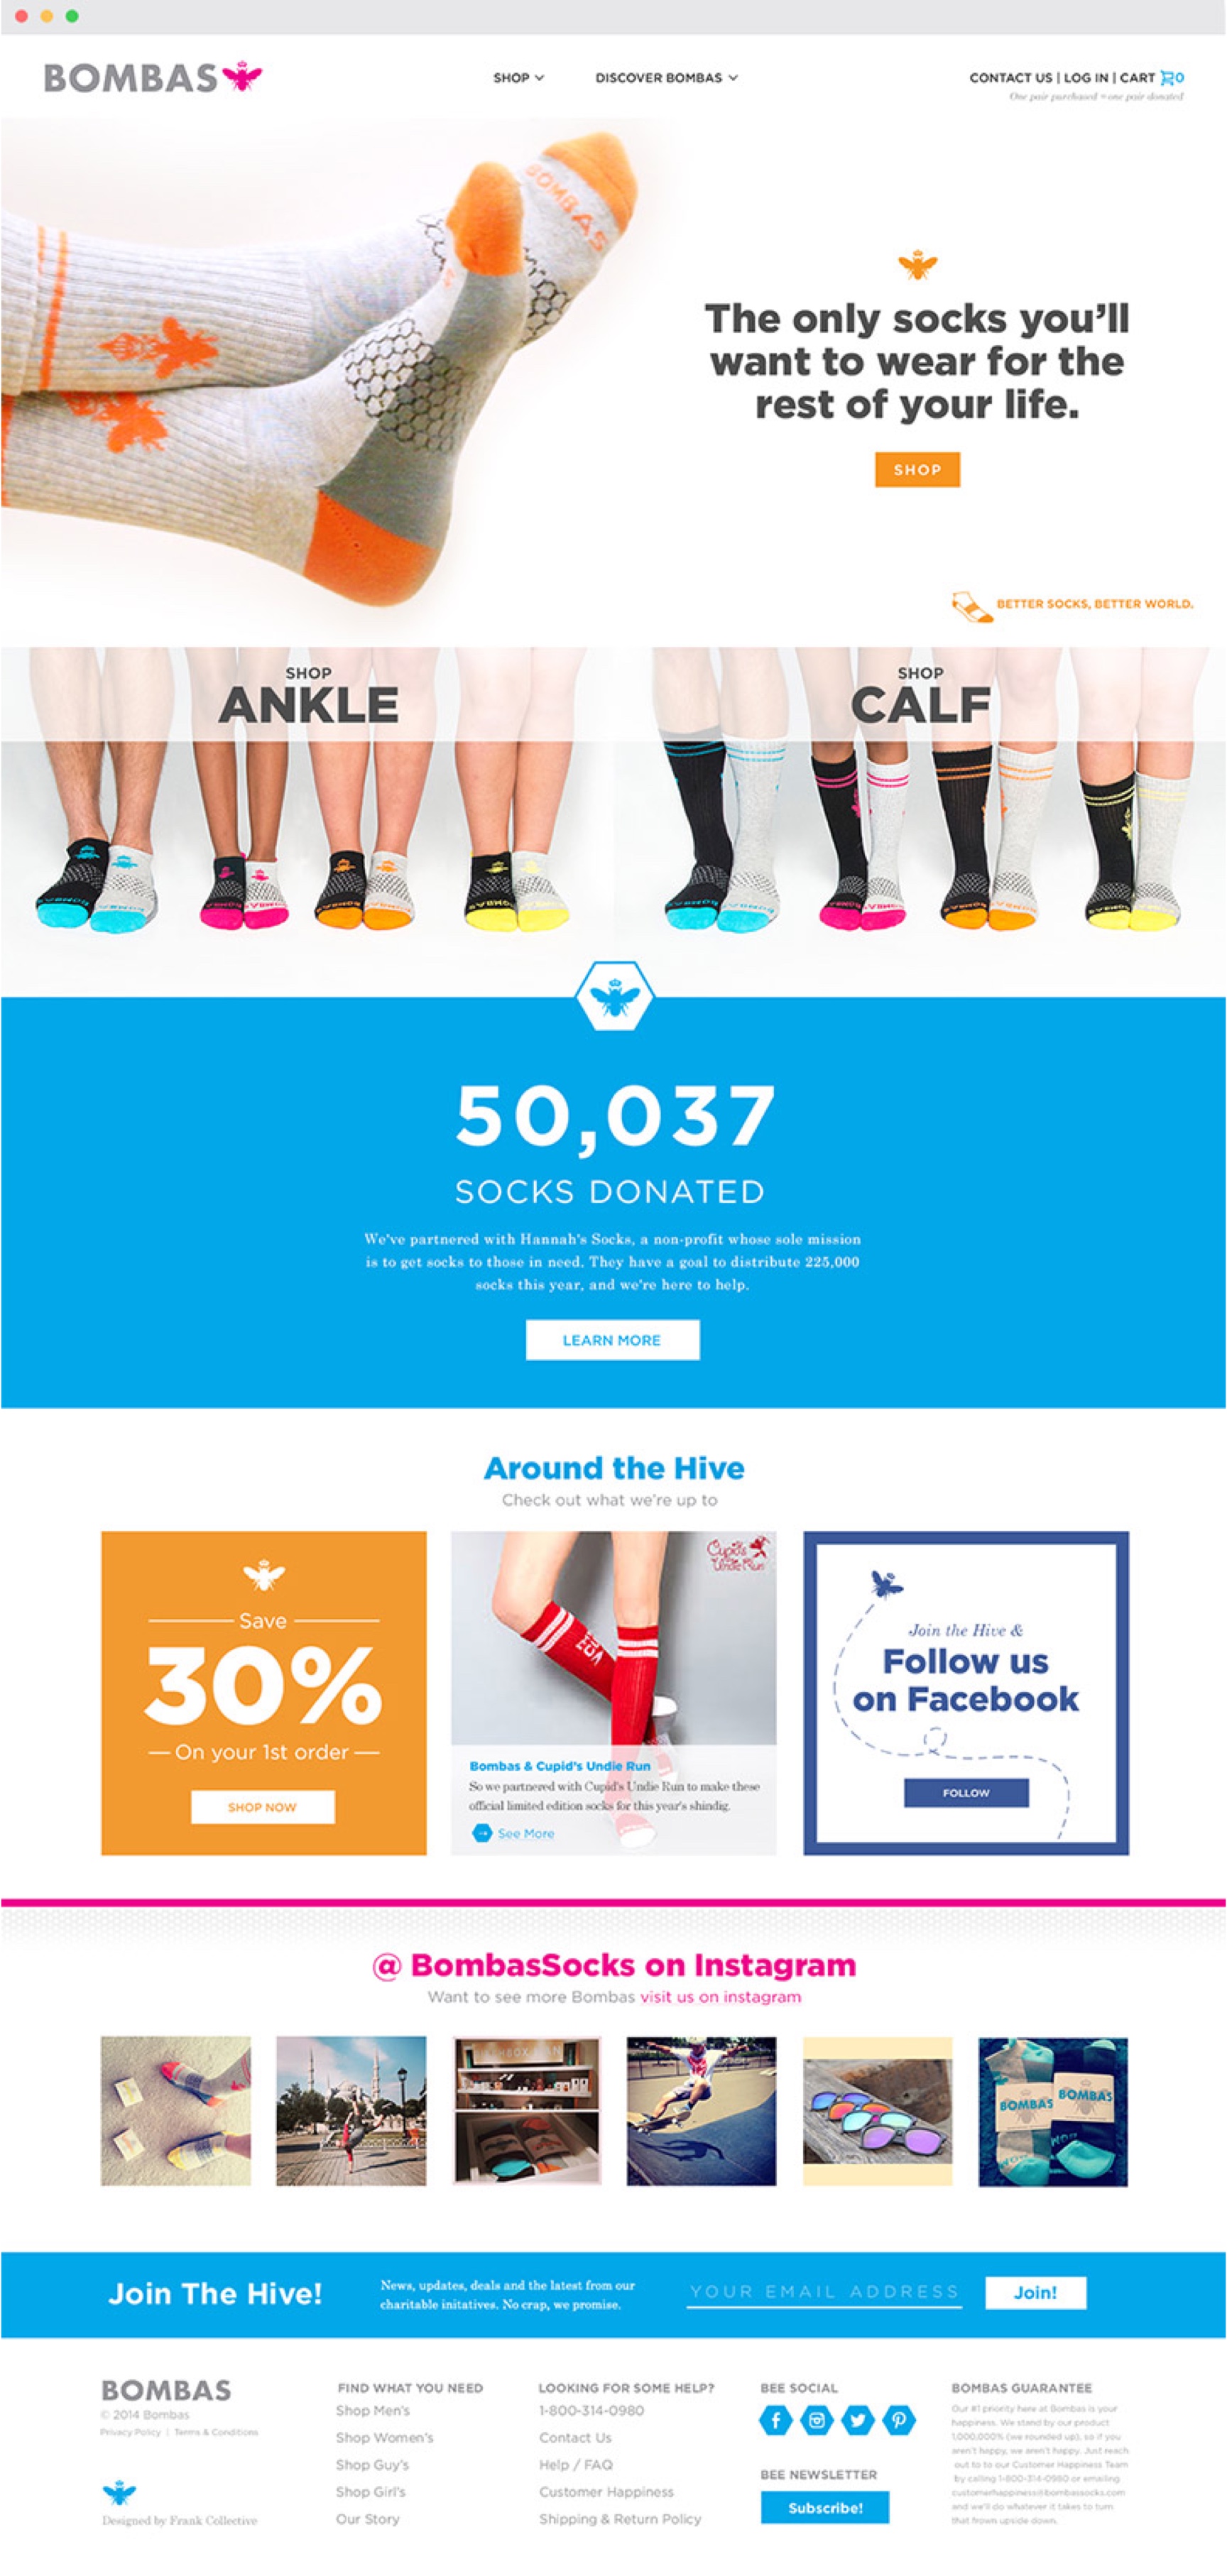 BOMBAS
SHOP
DISCOVER BOMBAS
CONTACT US | LOG IN | CART 0
One pair purchased = one pair donated
BOMBAS
The only socks you'll
want to wear for the
rest of your life.
SHOP
BETTER SOCKS, BETTER WORLD.
SHOP
ANKLE
SHOP
CALF
50,037
SOCKS DONATED
We've partnered with Hannah's Socks, a non-profit whose sole mission
is to get socks to those in need. They have a goal to distribute 225,000
socks this year, and we're here to help.
LEARN MORE
Around the Hive
Check out what we're up to
Save
30%
On your 1st order
SHOP NOW
Cupid's
Undie Run
Bombas & Cupid's Undie Run
So we partnered with Cupid's Undie Run to make these
official limited edition socks for this year's shindig.
See More
Join the Hive &
Follow us
on Facebook
FOLLOW
@ BombasSocks on Instagram
Want to see more Bombas visit us on instagram
BOMBAS
BOMBAS
Join The Hive!
News, updates, deals and the latest from our
charitable initatives. No crap, we promise.
YOUR EMAIL ADDRESS
Join!
BOMBAS
© 2014 Bombas
Privacy Policy | Terms & Conditions
Designed by Frank Collective
FIND WHAT YOU NEED
Shop Men's
Shop Women's
Shop Guy's
Shop Girl's
Our Story
LOOKING FOR SOME HELP?
1-800-314-0980
Contact Us
Help / FAQ
Customer Happiness
Shipping & Return Policy
BEE SOCIAL
BEE NEWSLETTER
Subscribe!
BOMBAS GUARANTEE
Our #1 priority here at Bombas is your
happiness. We stand by our product
1,000,000% (we rounded up), so if you
aren't happy, we aren't happy. Just reach
out to to our Customer Happiness Team
by calling 1-800-314-0980 or emailing
customerhappiness@bombassocks.com
and we'll do whatever it takes to turn
that frown upside down.